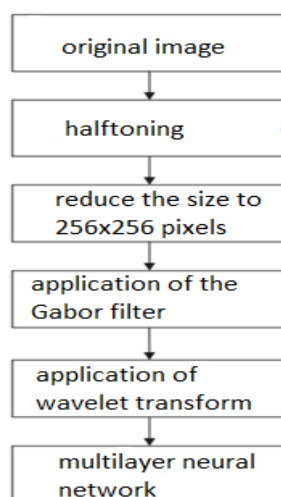 original image
halftoning
reduce the size to
256x256 pixels
application of the
Gabor filter
application of
wavelet transform
multilayer neural
network